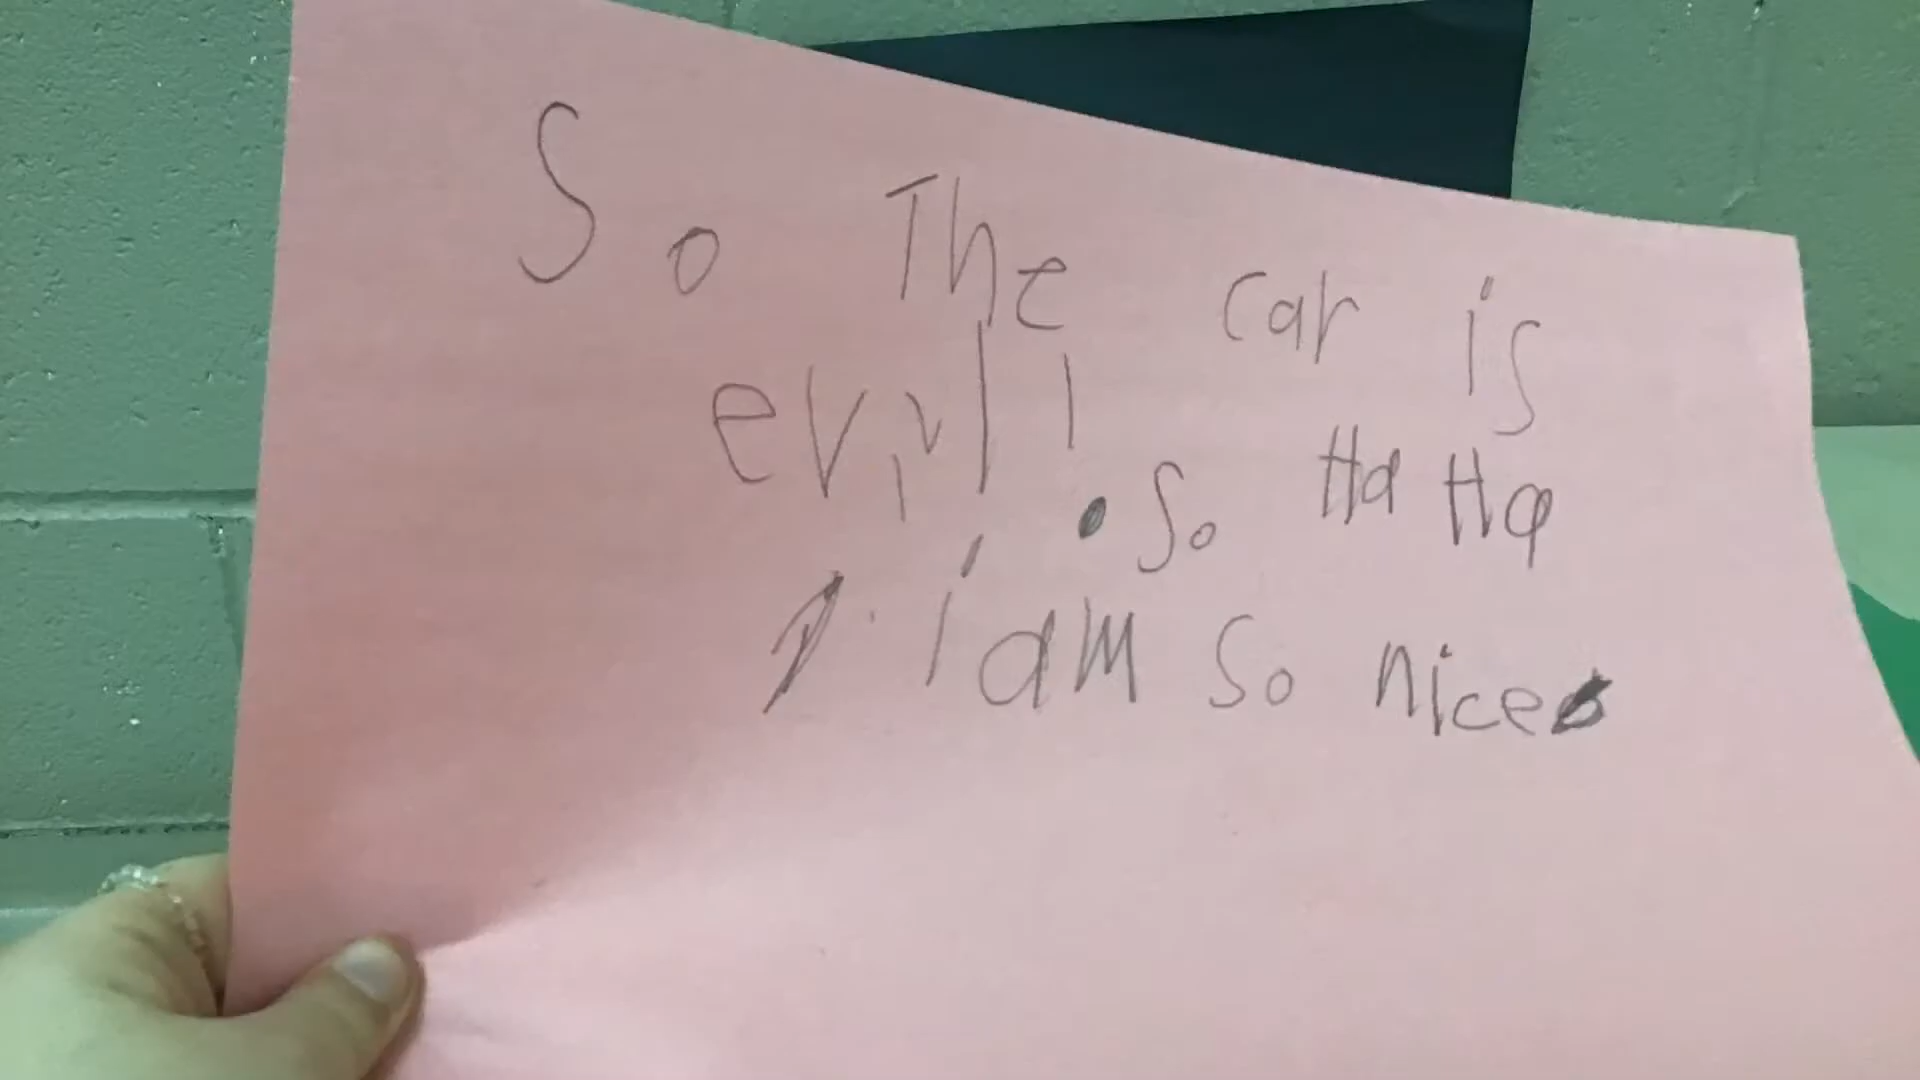 So The car is
evil! So Ha Ha
i am so nice